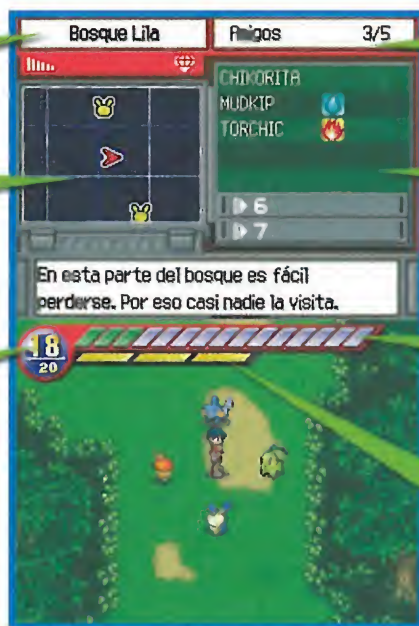 Bosque Lila
Amigos 3/5
CHIKORITA
MUDKIP
TORCHIC
6
7
En esta parte del bosque es fácil
perderse. Por eso casi nadie la visita.
18
20